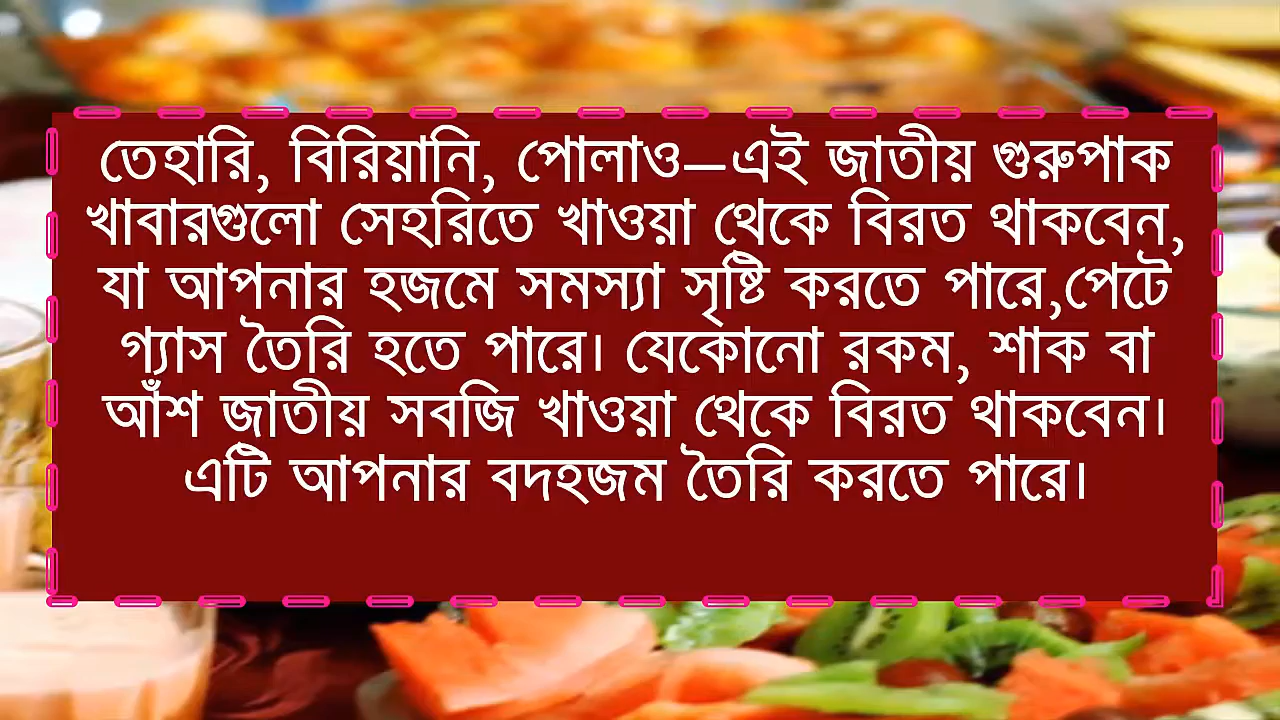 তেহারি, বিরিয়ানি, পোলাও—এই জাতীয় গুরুপাক
খাবারগুলো সেহরিতে খাওয়া থেকে বিরত থাকবেন,
যা আপনার হজমে সমস্যা সৃষ্টি করতে পারে,পেটে
গ্যাস তৈরি হতে পারে। যেকোনো রকম, শাক বা
আঁশ জাতীয় সবজি খাওয়া থেকে বিরত থাকবেন।
এটি আপনার বদহজম তৈরি করতে পারে।